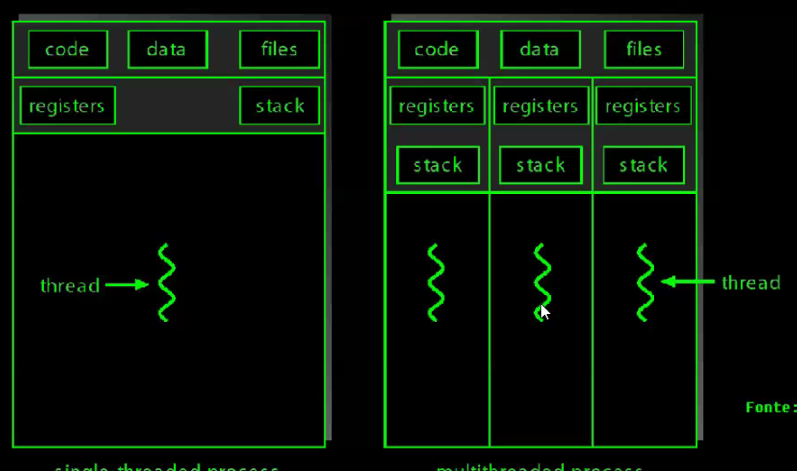 code data files code data files
registers stack registers registers registers
stack stack stack
thread thread
Fonte:
single-threaded process multithreaded process